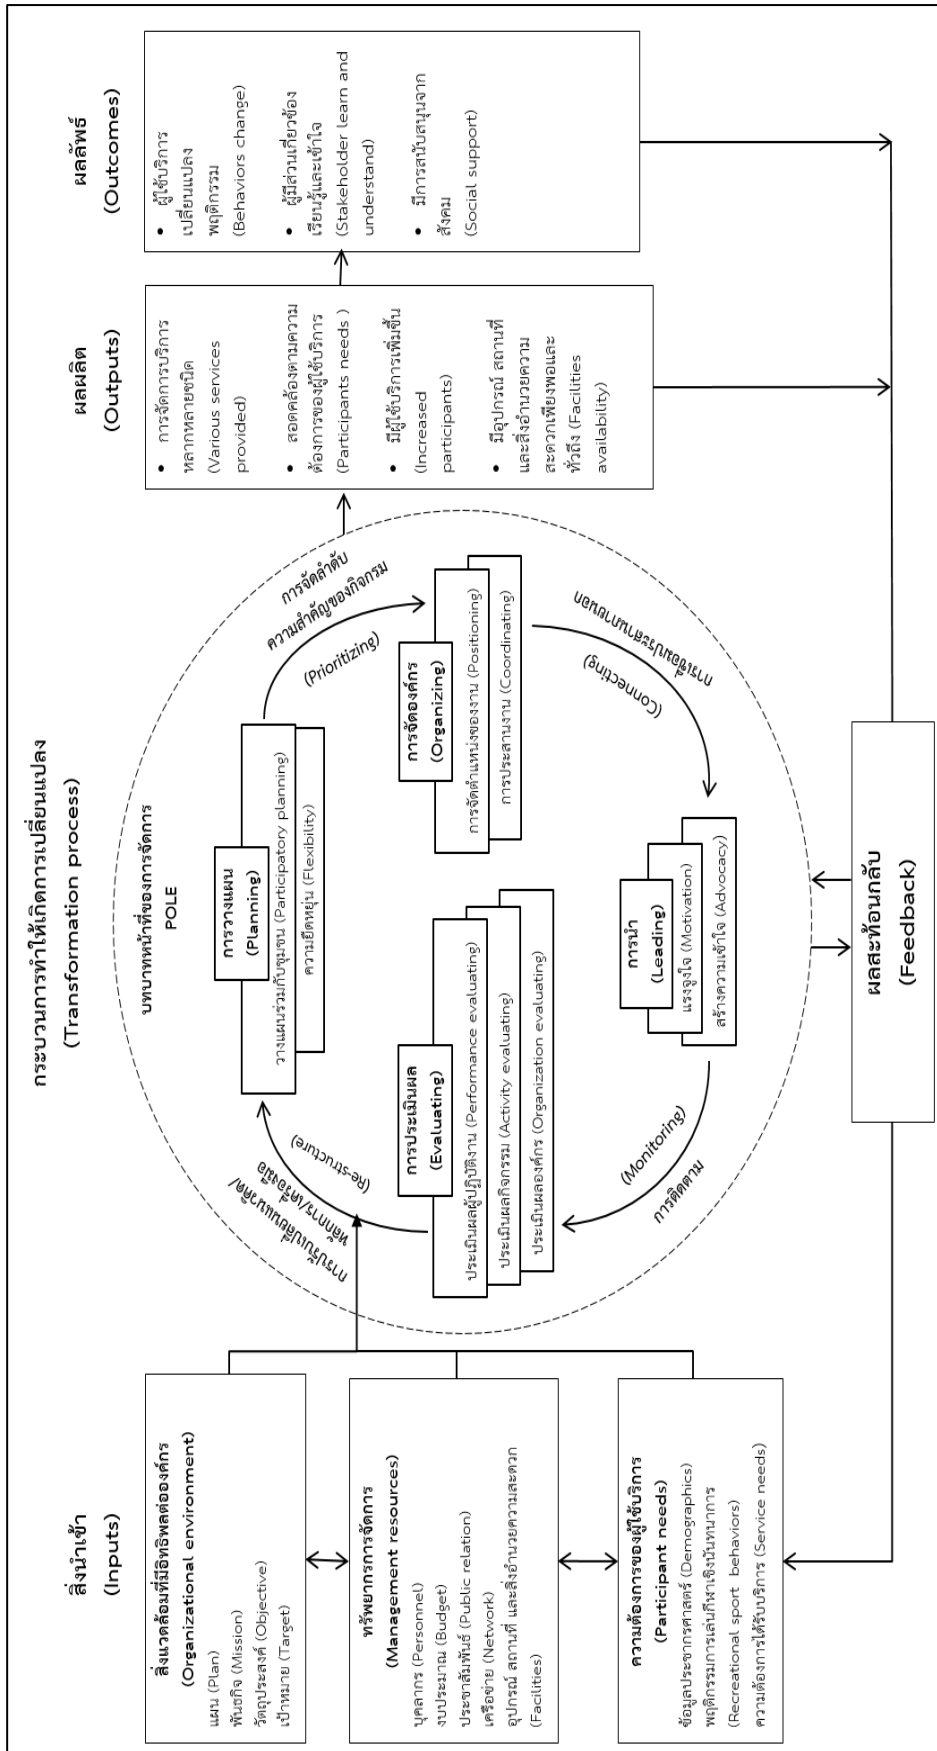 สิ่งนำเข้า
(Inputs)
สิ่งแวดล้อมที่มีอิทธิพลต่อองค์กร
(Organizational environment)
แผน (Plan)
พันธกิจ (Mission)
วัตถุประสงค์ (Objective)
เป้าหมาย (Target)
ทรัพยากรการจัดการ
(Management resources)
บุคลากร (Personnel)
งบประมาณ (Budget)
ประชาสัมพันธ์ (Public relation)
เครือข่าย (Network)
อุปกรณ์ สถานที่ และสิ่งอำนวยความสะดวก
(Facilities)
ความต้องการของผู้ใช้บริการ
(Participant needs)
ข้อมูลประชากรศาสตร์ (Demographics)
พฤติกรรมการเล่นกีฬาเชิงนันทนาการ
(Recreational sport behaviors)
ความต้องการได้รับบริการ (Service needs)
กระบวนการทำให้เกิดการเปลี่ยนแปลง
(Transformation process)
บทบาทหน้าที่ของการจัดการ
POLE
การวางแผน
(Planning)
วางแผนร่วมกับชุมชน (Participatory planning)
ความยืดหยุ่น (Flexibility)
การจัดลำดับ
ความสำคัญของกิจกรรม
(Prioritizing)
การจัดองค์กร
(Organizing)
การจัดตำแหน่งของงาน (Positioning)
การประสานงาน (Coordinating)
การเชื่อมประสานภายนอก
(Connecting)
การนำ
(Leading)
แรงจูงใจ (Motivation)
สร้างความเข้าใจ (Advocacy)
(Monitoring)
การติดตาม
การประเมินผล
(Evaluating)
ประเมินผลผู้ปฏิบัติงาน (Performance evaluating)
ประเมินผลกิจกรรม (Activity evaluating)
ประเมินผลองค์กร (Organization evaluating)
การปรับเปลี่ยนแนวคิด/
หลักการ/เครื่องมือ
(Re-structure)
ผลผลิต
(Outputs)
• การจัดการบริการ
หลากหลายชนิด
(Various services
provided)
• สอดคล้องตามความ
ต้องการของผู้ใช้บริการ
(Participants needs )
• มีผู้ใช้บริการเพิ่มขึ้น
(Increased
participants)
• มีอุปกรณ์ สถานที่
และสิ่งอำนวยความ
สะดวกเพียงพอและ
ทั่วถึง (Facilities
availability)
ผลลัพธ์
(Outcomes)
• ผู้ใช้บริการ
เปลี่ยนแปลง
พฤติกรรม
(Behaviors change)
• ผู้มีส่วนเกี่ยวข้อง
เรียนรู้และเข้าใจ
(Stakeholder learn and
understand)
• มีการสนับสนุนจาก
สังคม
(Social support)
ผลสะท้อนกลับ
(Feedback)